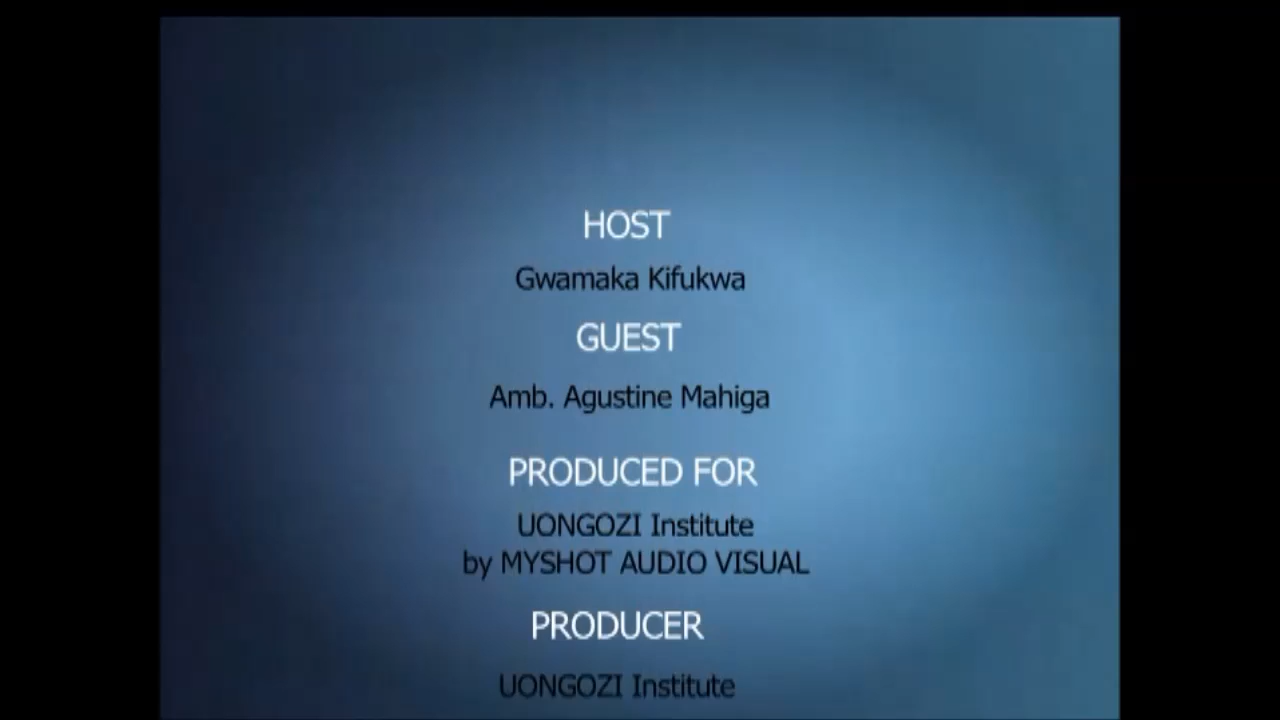 HOST
Gwamaka Kifukwa
GUEST
Amb. Agustine Mahiga
PRODUCED FOR
UONGOZI Institute
by MYSHOT AUDIO VISUAL
PRODUCER
UONGOZI Institute